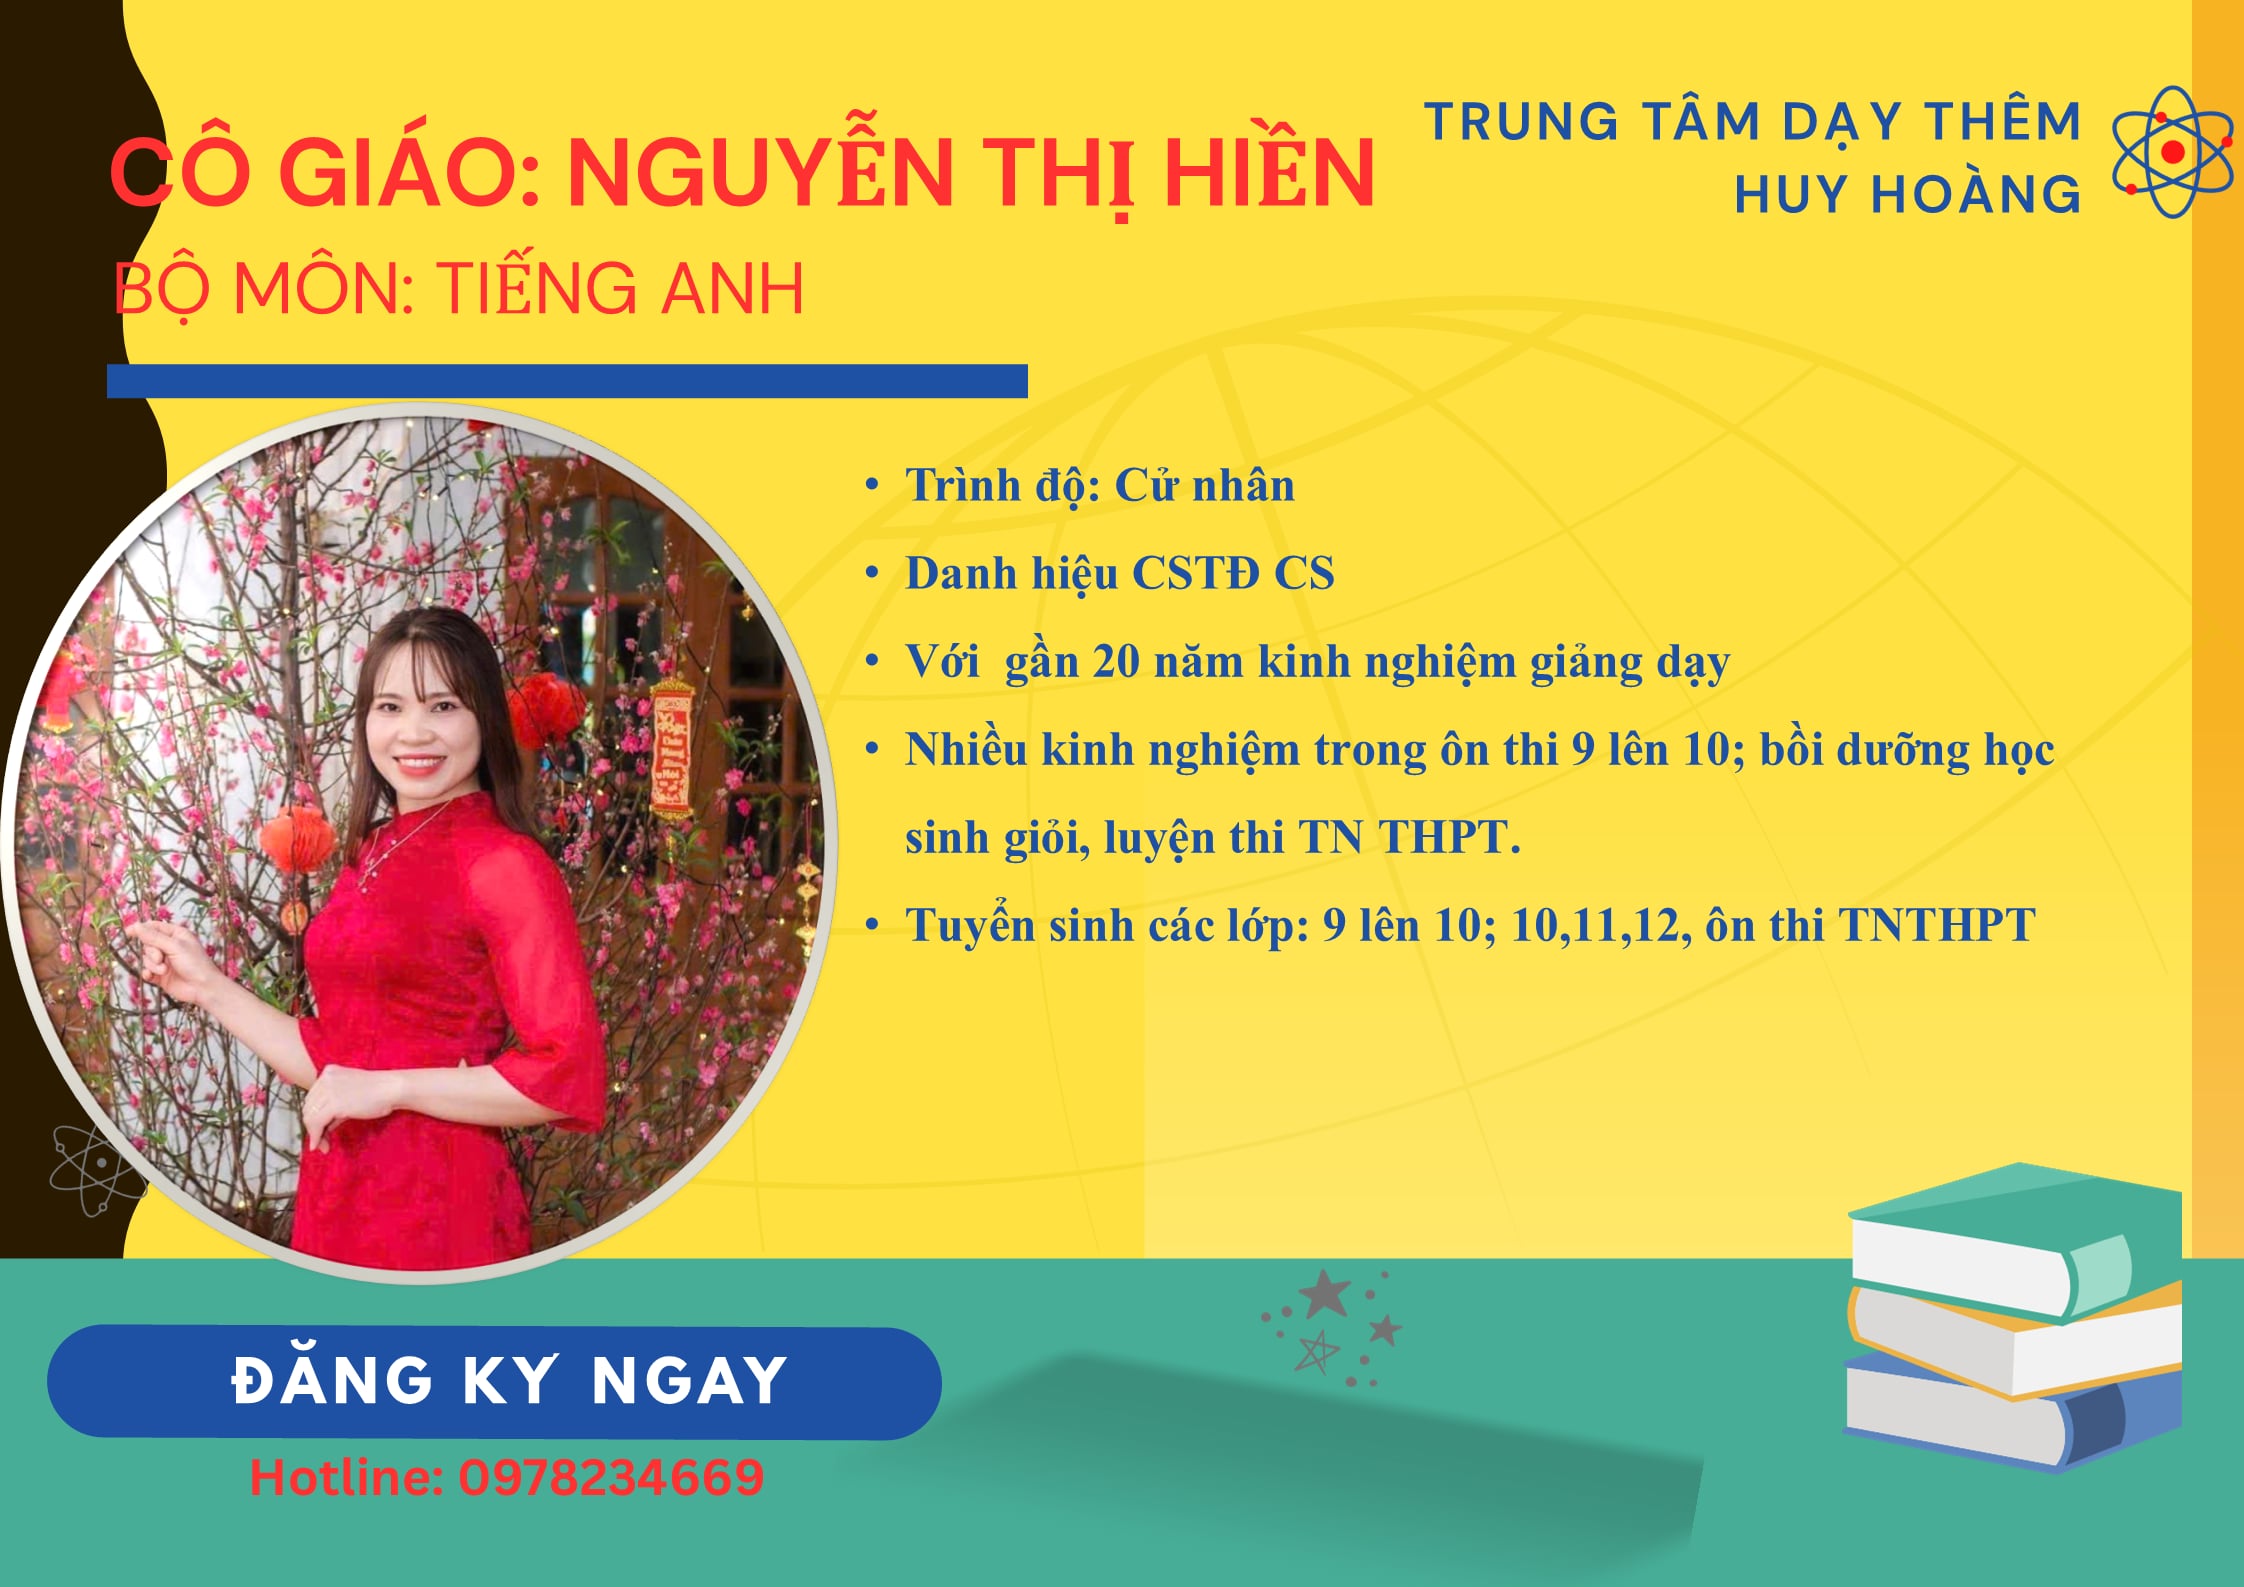 CÔ GIÁO: NGUYỄN THỊ HIỀN
BỘ MÔN: TIẾNG ANH
TRUNG TÂM DẠY THÊM
HUY HOÀNG
• Trình độ: Cử nhân
• Danh hiệu CSTĐ CS
• Với  gần 20 năm kinh nghiệm giảng dạy
• Nhiều kinh nghiệm trong ôn thi 9 lên 10; bồi dưỡng học
sinh giỏi, luyện thi TN THPT.
• Tuyển sinh các lớp: 9 lên 10; 10,11,12, ôn thi TNTHPT
ĐĂNG KÝ NGAY
Hotline: 0978234669